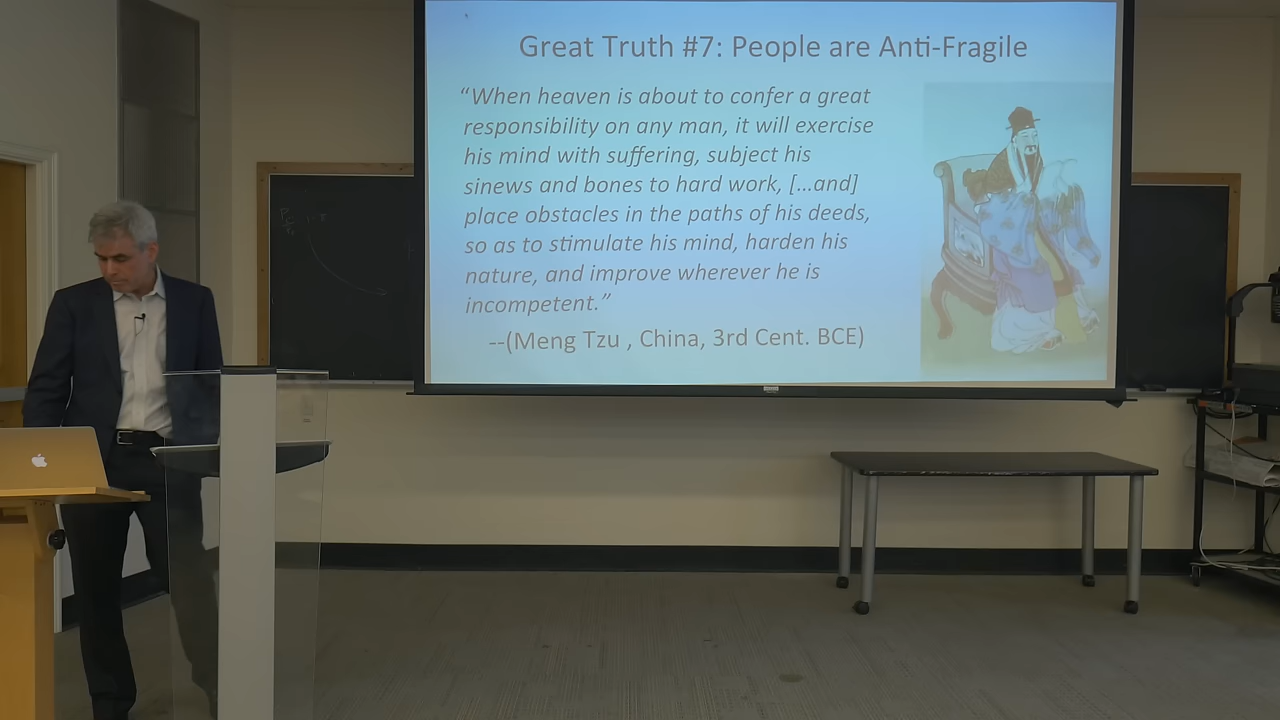 Great Truth #7: People are Anti-Fragile
“When heaven is about to confer a great
responsibility on any man, it will exercise
his mind with suffering, subject his
sinews and bones to hard work, […and]
place obstacles in the paths of his deeds,
so as to stimulate his mind, harden his
nature, and improve wherever he is
incompetent.”
--(Meng Tzu , China, 3rd Cent. BCE)